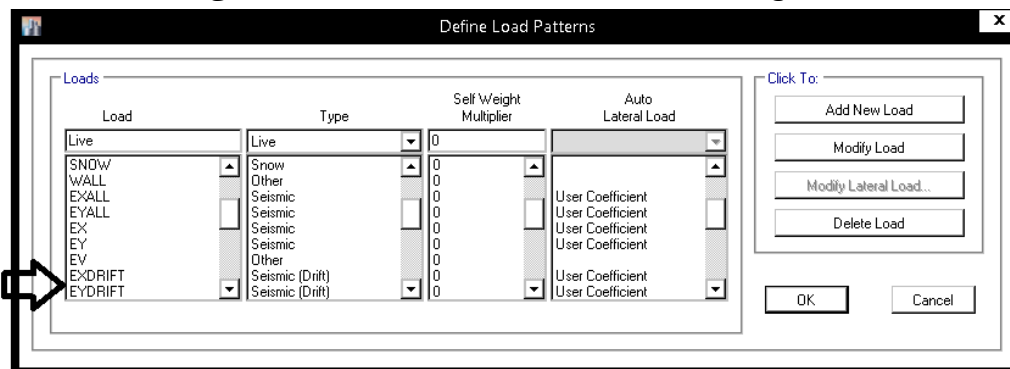 Define Load Patterns
x
Loads
Load Type Self Weight Multiplier Auto Lateral Load
Live Live 0
SNOW Snow 0
WALL Other 0
EXALL Seismic 0 User Coefficient
EYALL Seismic 0 User Coefficient
EX Seismic 0 User Coefficient
EY Seismic 0 User Coefficient
EV Other 0
EXDRIFT Seismic (Drift) 0 User Coefficient
EYDRIFT Seismic (Drift) 0 User Coefficient
Click To:
Add New Load
Modify Load
Modify Lateral Load...
Delete Load
OK Cancel